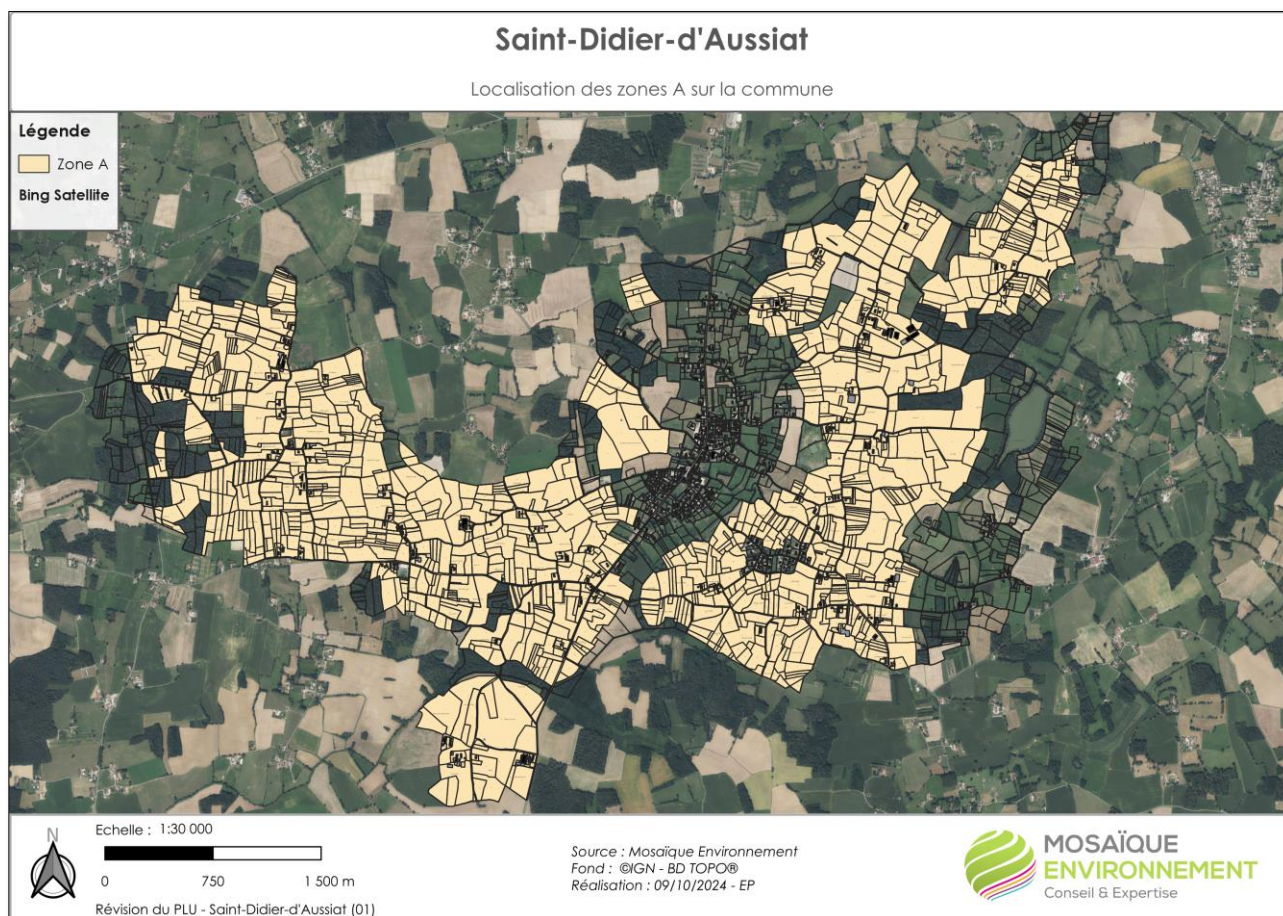 Saint-Didier-d'Aussiat
Localisation des zones A sur la commune
Légende
Zone A
Bing Satellite
N
Echelle : 1:30 000
0 750 1 500 m
Révision du PLU - Saint-Didier-d'Aussiat (01)
Source : Mosaïque Environnement
Fond : ©IGN - BD TOPO®
Réalisation : 09/10/2024 - EP
MOSAÏQUE
ENVIRONNEMENT
Conseil & Expertise